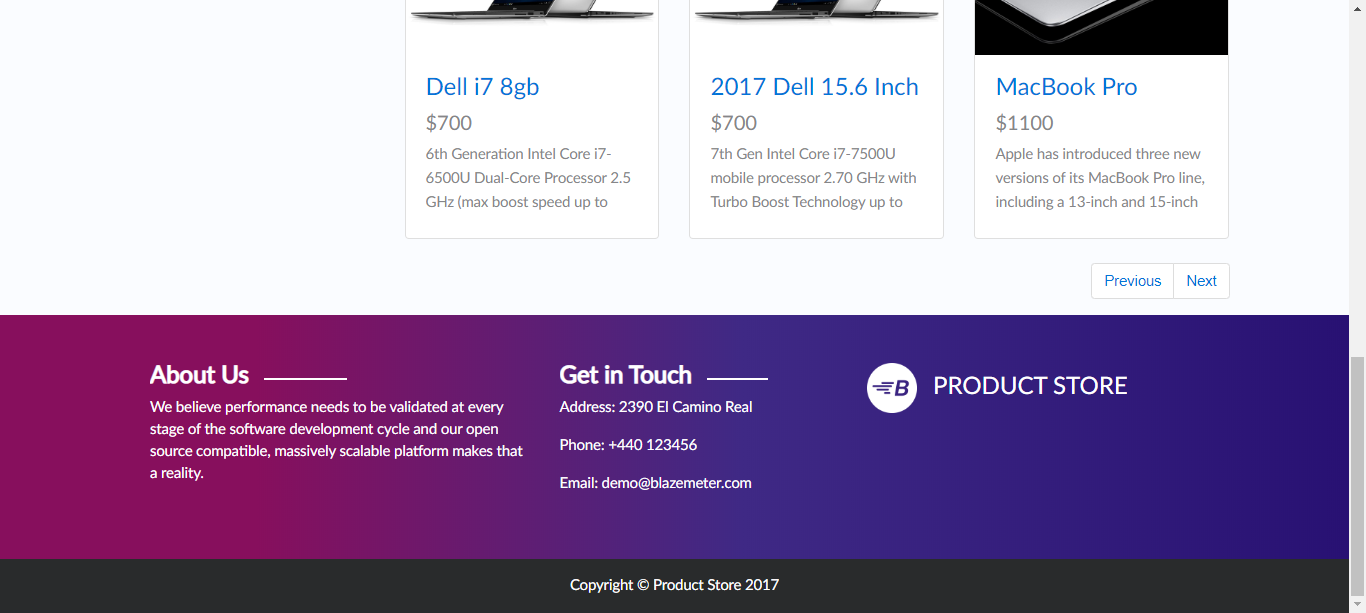 Dell i7 8gb
$700
6th Generation Intel Core i7-
6500U Dual-Core Processor 2.5
GHz (max boost speed up to
2017 Dell 15.6 Inch
$700
7th Gen Intel Core i7-7500U
mobile processor 2.70 GHz with
Turbo Boost Technology up to
MacBook Pro
$1100
Apple has introduced three new
versions of its MacBook Pro line,
including a 13-inch and 15-inch
Previous Next
About Us
We believe performance needs to be validated at every
stage of the software development cycle and our open
source compatible, massively scalable platform makes that
a reality.
Get in Touch
Address: 2390 El Camino Real
Phone: +440 123456
Email: demo@blazemeter.com
B PRODUCT STORE
Copyright © Product Store 2017